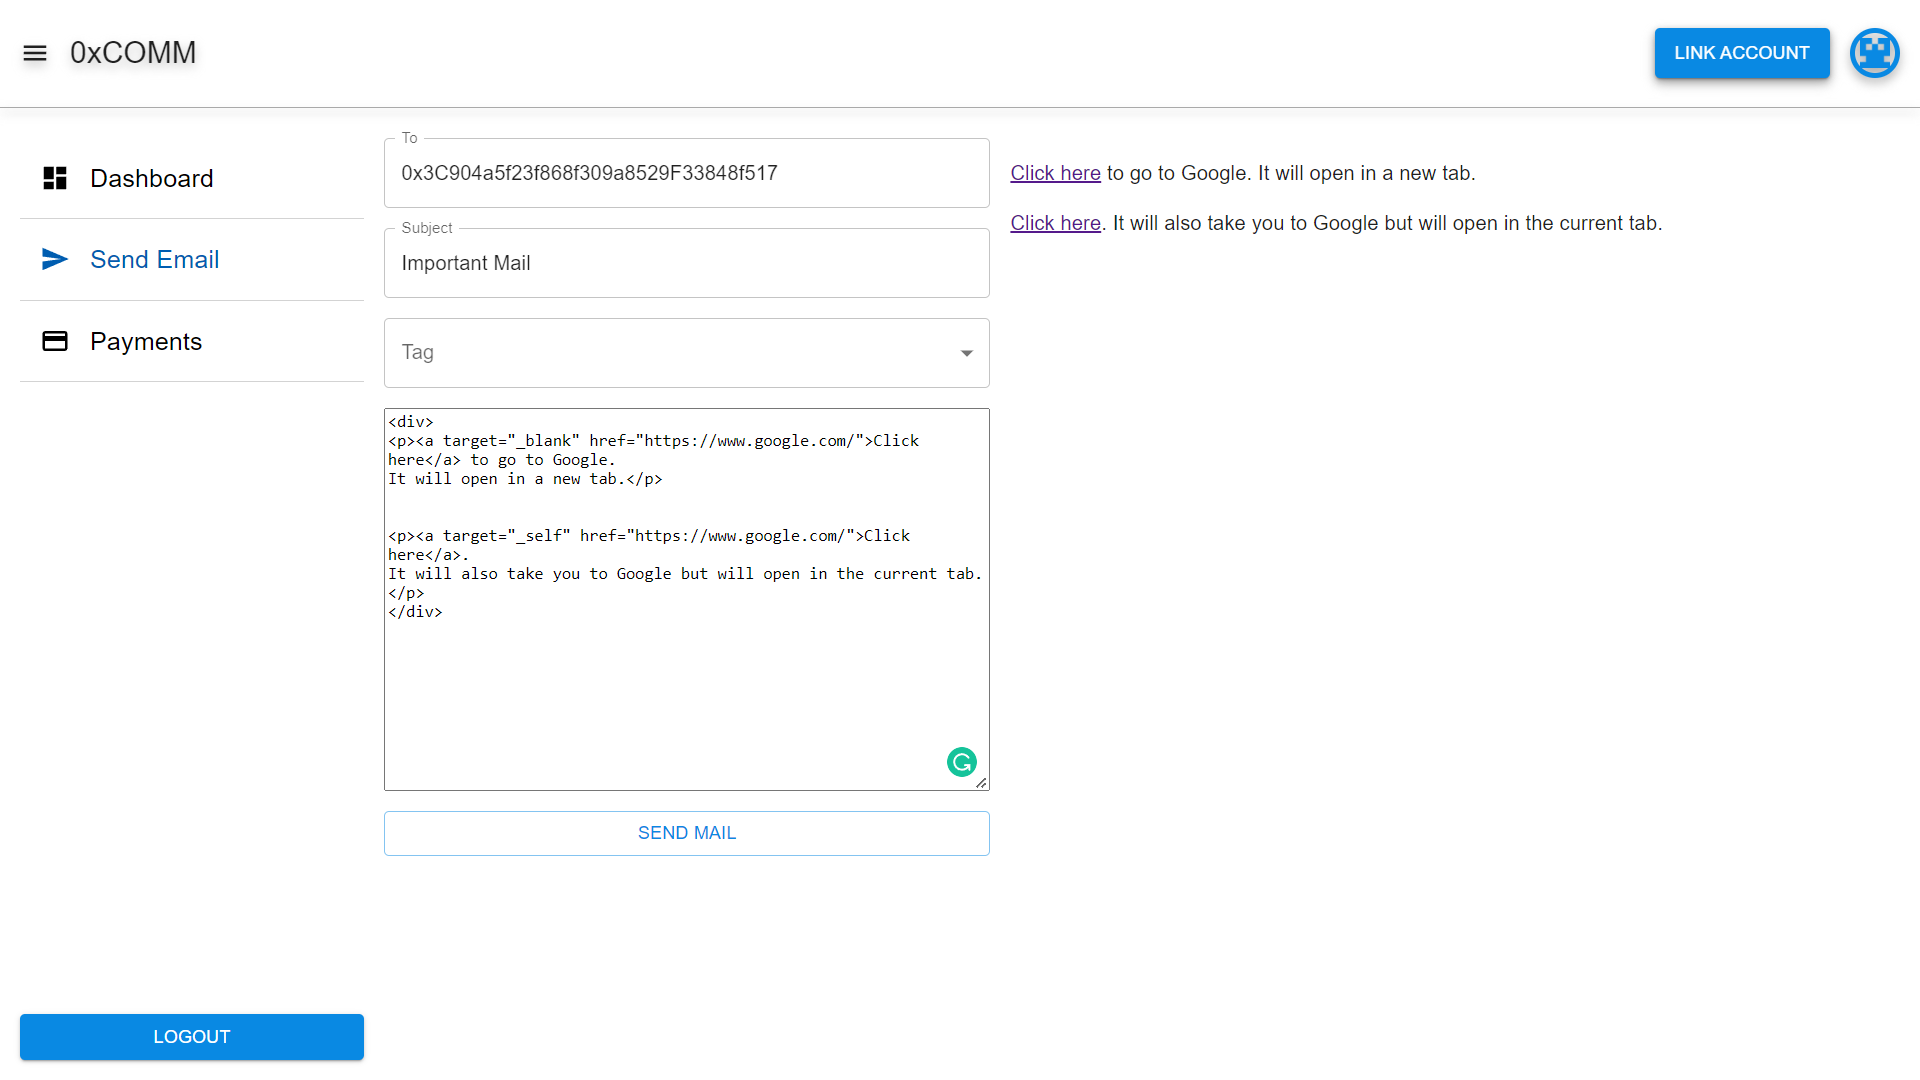 0xCOMM
LINK ACCOUNT
Dashboard
Send Email
Payments
To
0x3C904a5f23f868f309a8529F33848f517
Subject
Important Mail
Tag
<div>
<p><a target="_blank" href="https://www.google.com/">Click
here</a> to go to Google.
It will open in a new tab.</p>
<p><a target="_self" href="https://www.google.com/">Click
here</a>.
It will also take you to Google but will open in the current tab.
</p>
</div>
SEND MAIL
Click here to go to Google. It will open in a new tab.
Click here. It will also take you to Google but will open in the current tab.
LOGOUT